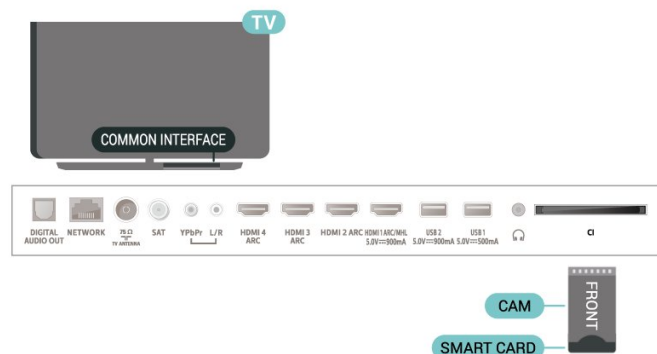 TV
COMMON INTERFACE
DIGITAL
AUDIO OUT
NETWORK
75 Ω
TV ANTENNA
SAT
YPbPr L/R
HDMI 4
ARC
HDMI 3
ARC
HDMI 2 ARC
HDMI 1 ARC/MHL
5.0V⎓900mA
USB 2
5.0V⎓900mA
USB 1
5.0V⎓500mA
CI
FRONT
CAM
SMART CARD